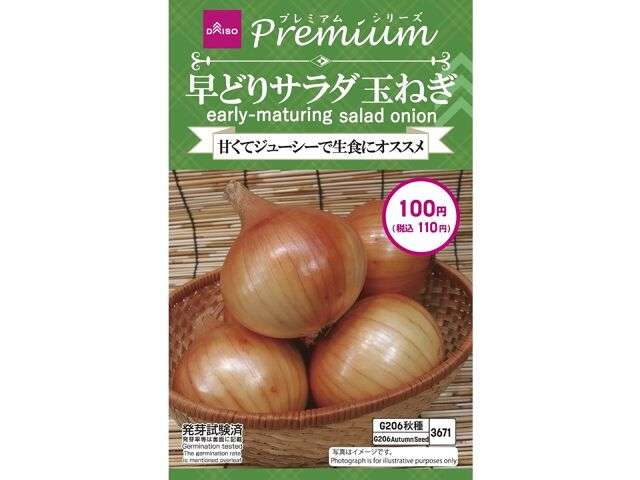 DAISO
プレミアム・シリーズ
Premium
早どりサラダ玉ねぎ
early-maturing salad onion
甘くてジューシーで生食にオススメ
100円
(税込 110円)
発芽試験済
発芽率等は裏面に記載
Germination tested
The germination rate
is mentioned overleaf
G206秋種
G206AutumnSeed
3671
写真はイメージです。
Photograph is for illustrative purposes only